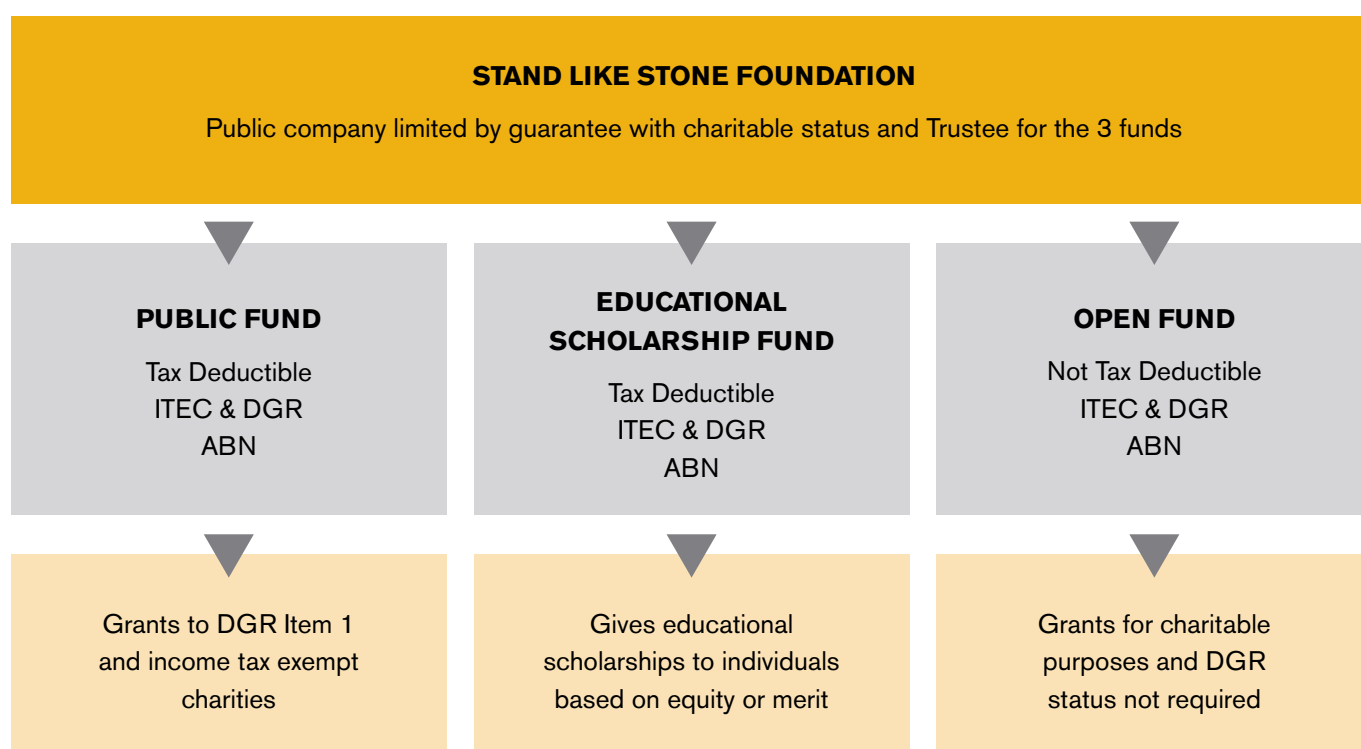 STAND LIKE STONE FOUNDATION
Public company limited by guarantee with charitable status and Trustee for the 3 funds
PUBLIC FUND
Tax Deductible
ITEC & DGR
ABN
EDUCATIONAL
SCHOLARSHIP FUND
Tax Deductible
ITEC & DGR
ABN
OPEN FUND
Not Tax Deductible
ITEC & DGR
ABN
Grants to DGR Item 1
and income tax exempt
charities
Gives educational
scholarships to individuals
based on equity or merit
Grants for charitable
purposes and DGR
status not required